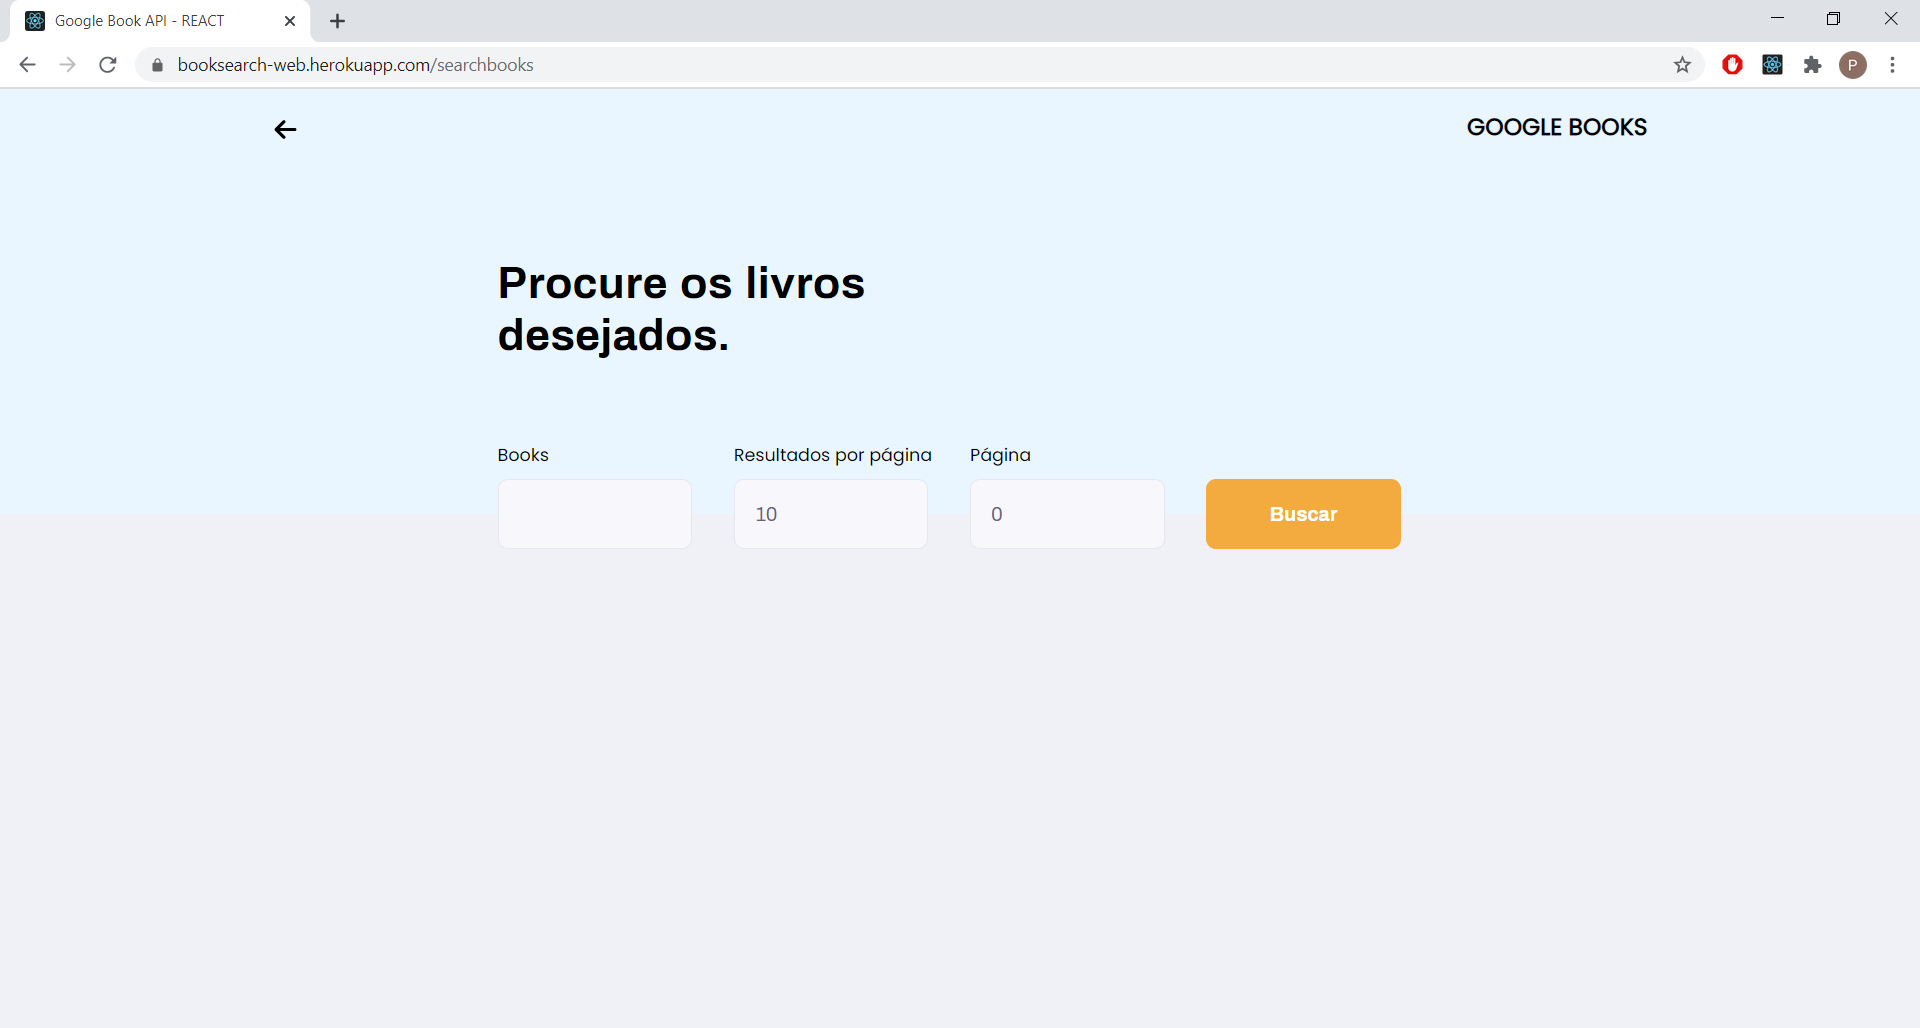 Google Book API - REACT
booksearch-web.herokuapp.com/searchbooks
P
GOOGLE BOOKS
Procure os livros
desejados.
Books
Resultados por página
Página
10
0
Buscar